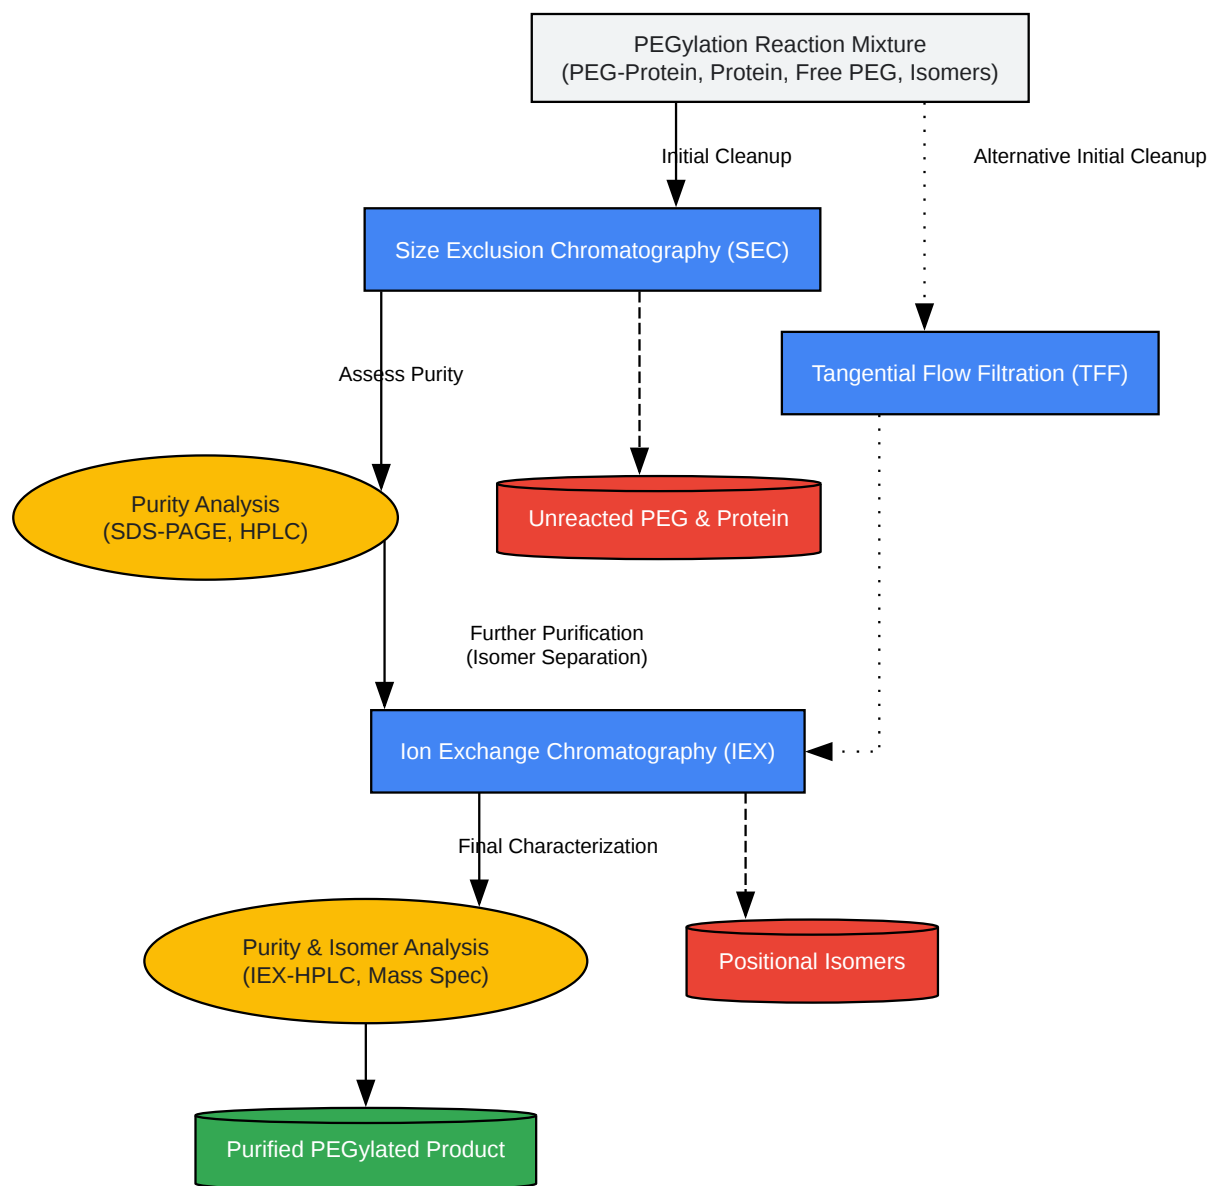 PEGylation Reaction Mixture
(PEG-Protein, Protein, Free PEG, Isomers)
Initial Cleanup
Alternative Initial Cleanup
Size Exclusion Chromatography (SEC)
Tangential Flow Filtration (TFF)
Assess Purity
Purity Analysis
(SDS-PAGE, HPLC)
Unreacted PEG & Protein
Further Purification
(Isomer Separation)
Ion Exchange Chromatography (IEX)
Final Characterization
Purity & Isomer Analysis
(IEX-HPLC, Mass Spec)
Positional Isomers
Purified PEGylated Product